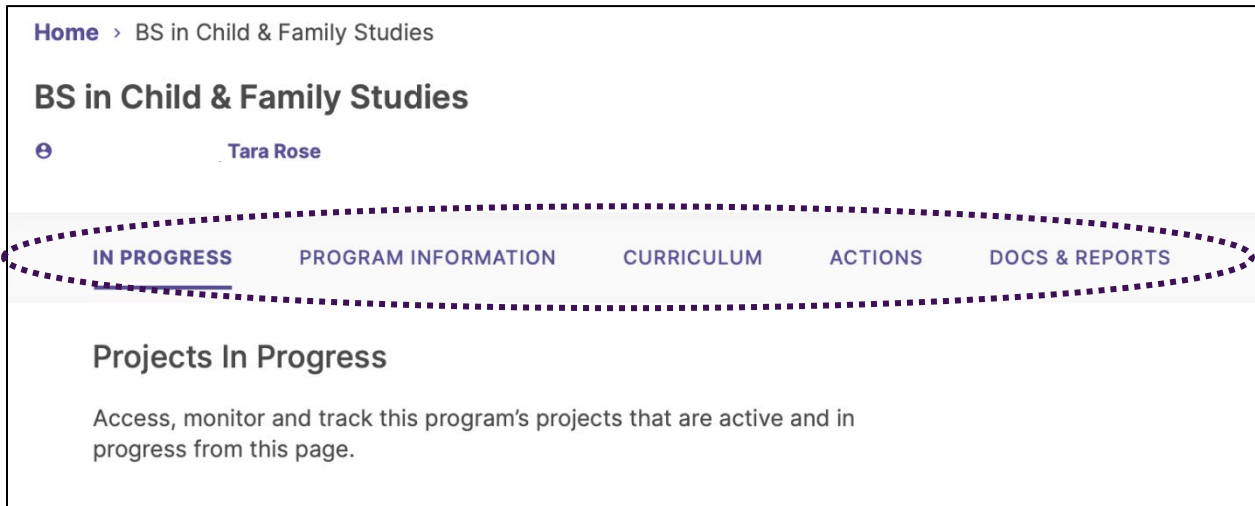 Home › BS in Child & Family Studies
BS in Child & Family Studies
Tara Rose
IN PROGRESS PROGRAM INFORMATION CURRICULUM ACTIONS DOCS & REPORTS
Projects In Progress
Access, monitor and track this program's projects that are active and in
progress from this page.